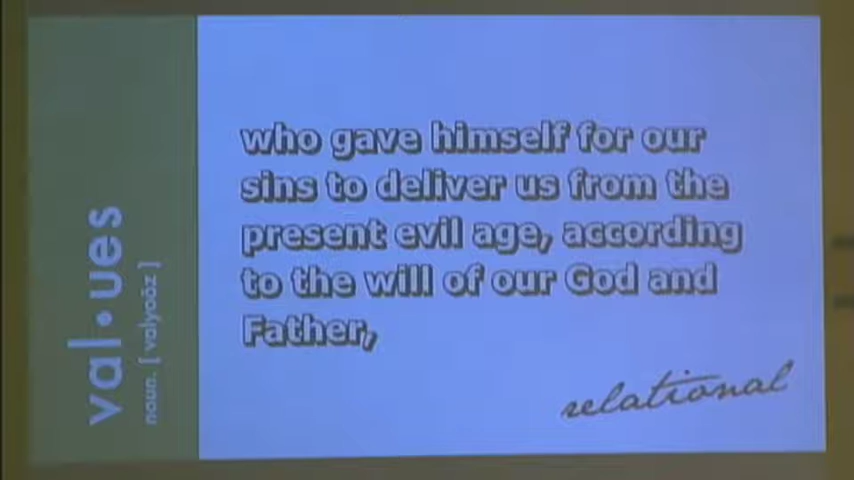 val•ues
noun. [ valyoōz ]
who gave himself for our
sins to deliver us from the
present evil age, according
to the will of our God and
Father,
relational